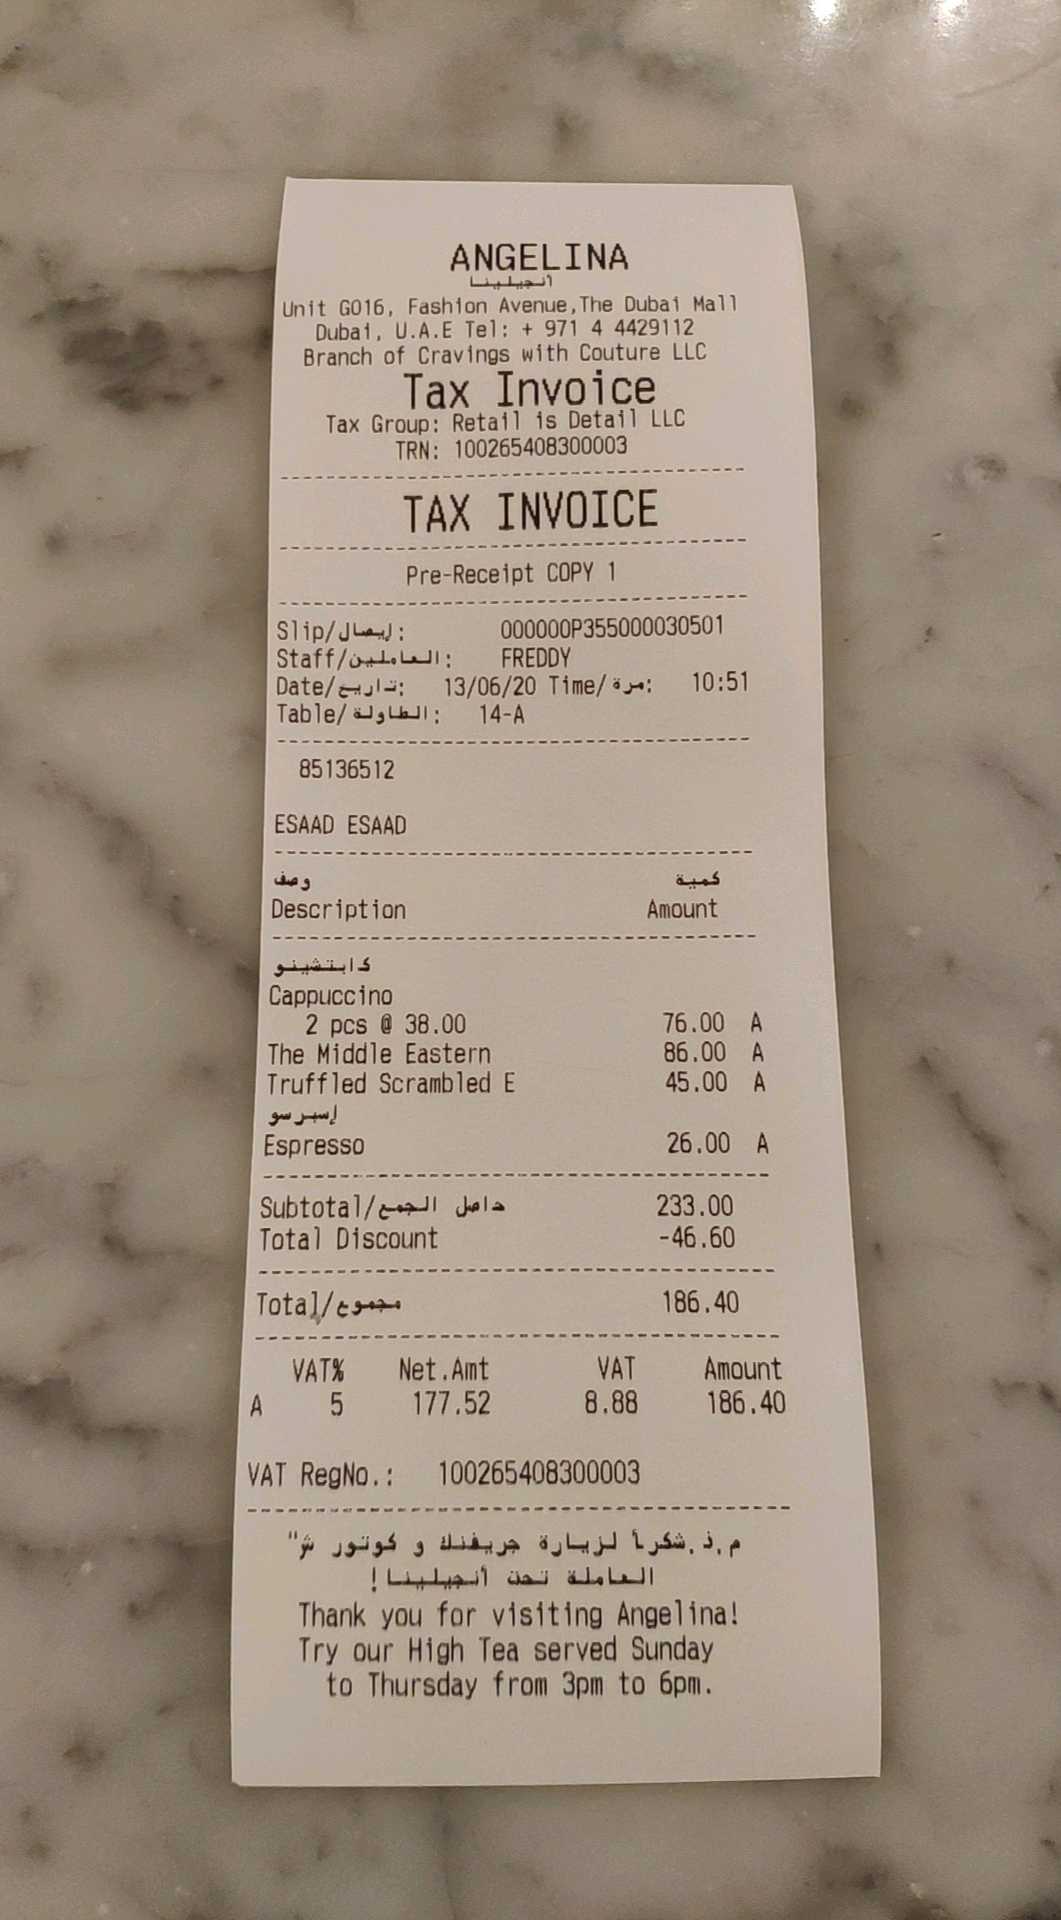 ANGELINA
أنجيلينا
Unit G016, Fashion Avenue,The Dubai Mall
Dubai, U.A.E Tel: + 971 4 4429112
Branch of Cravings with Couture LLC
Tax Invoice
Tax Group: Retail is Detail LLC
TRN: 100265408300003
TAX INVOICE
Pre-Receipt COPY 1
Slip/إيصال: 000000P355000030501
Staff/العاملين: FREDDY
Date/تاريخ: 13/06/20 Time/مرة: 10:51
Table/الطاولة: 14-A
85136512
ESAAD ESAAD
وصف كمية
Description Amount
كابتشينو
Cappuccino
2 pcs @ 38.00 76.00 A
The Middle Eastern 86.00 A
Truffled Scrambled E 45.00 A
إسبرسو
Espresso 26.00 A
Subtotal/حاصل الجمع 233.00
Total Discount -46.60
Total/مجموع 186.40
VAT% Net.Amt VAT Amount
A 5 177.52 8.88 186.40
VAT RegNo.: 100265408300003
م.ذ.شكراً لزيارة جريفنك و كوتور ش"
العاملة تحت أنجيلينا!
Thank you for visiting Angelina!
Try our High Tea served Sunday
to Thursday from 3pm to 6pm.